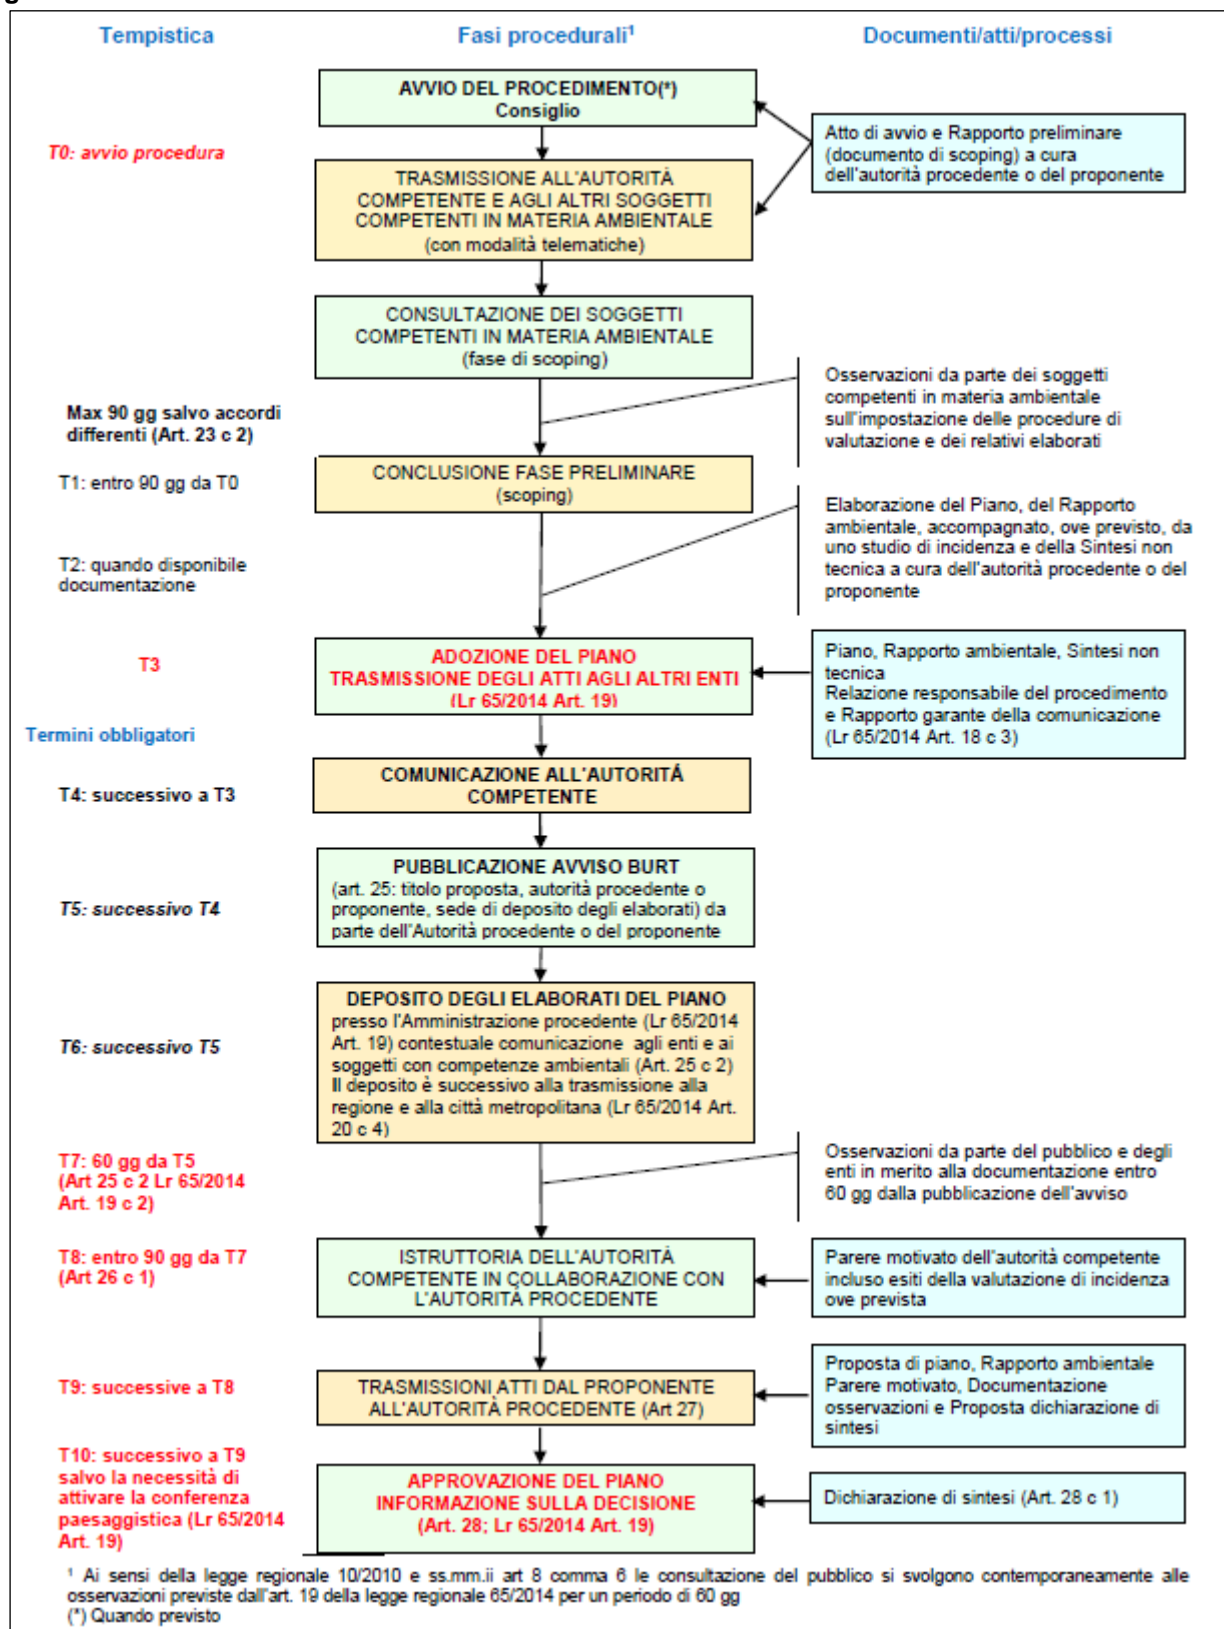 Tempistica
Fasi procedurali¹
Documenti/atti/processi
AVVIO DEL PROCEDIMENTO(*)
Consiglio
T0: avvio procedura
Atto di avvio e Rapporto preliminare
(documento di scoping) a cura
dell'autorità procedente o del proponente
TRASMISSIONE ALL'AUTORITÀ
COMPETENTE E AGLI ALTRI SOGGETTI
COMPETENTI IN MATERIA AMBIENTALE
(con modalità telematiche)
CONSULTAZIONE DEI SOGGETTI
COMPETENTI IN MATERIA AMBIENTALE
(fase di scoping)
Max 90 gg salvo accordi
differenti (Art. 23 c 2)
Osservazioni da parte dei soggetti
competenti in materia ambientale
sull'impostazione delle procedure di
valutazione e dei relativi elaborati
T1: entro 90 gg da T0
CONCLUSIONE FASE PRELIMINARE
(scoping)
T2: quando disponibile
documentazione
Elaborazione del Piano, del Rapporto
ambientale, accompagnato, ove previsto, da
uno studio di incidenza e della Sintesi non
tecnica a cura dell'autorità procedente o del
proponente
T3
ADOZIONE DEL PIANO
TRASMISSIONE DEGLI ATTI AGLI ALTRI ENTI
(Lr 65/2014 Art. 19)
Piano, Rapporto ambientale, Sintesi non
tecnica
Relazione responsabile del procedimento
e Rapporto garante della comunicazione
(Lr 65/2014 Art. 18 c 3)
Termini obbligatori
T4: successivo a T3
COMUNICAZIONE ALL'AUTORITÁ
COMPETENTE
T5: successivo T4
PUBBLICAZIONE AVVISO BURT
(art. 25: titolo proposta, autorità procedente o
proponente, sede di deposito degli elaborati) da
parte dell'Autorità procedente o del proponente
T6: successivo T5
DEPOSITO DEGLI ELABORATI DEL PIANO
presso l'Amministrazione procedente (Lr 65/2014
Art. 19) contestuale comunicazione agli enti e ai
soggetti con competenze ambientali (Art. 25 c 2)
Il deposito è successivo alla trasmissione alla
regione e alla città metropolitana (Lr 65/2014 Art.
20 c 4)
T7: 60 gg da T5
(Art 25 c 2 Lr 65/2014
Art. 19 c 2)
Osservazioni da parte del pubblico e degli
enti in merito alla documentazione entro
60 gg dalla pubblicazione dell'avviso
T8: entro 90 gg da T7
(Art 26 c 1)
ISTRUTTORIA DELL'AUTORITÀ
COMPETENTE IN COLLABORAZIONE CON
L'AUTORITÀ PROCEDENTE
Parere motivato dell'autorità competente
incluso esiti della valutazione di incidenza
ove prevista
T9: successive a T8
TRASMISSIONI ATTI DAL PROPONENTE
ALL'AUTORITÀ PROCEDENTE (Art 27)
Proposta di piano, Rapporto ambientale
Parere motivato, Documentazione
osservazioni e Proposta dichiarazione di
sintesi
T10: successivo a T9
salvo la necessità di
attivare la conferenza
paesaggistica (Lr 65/2014
Art. 19)
APPROVAZIONE DEL PIANO
INFORMAZIONE SULLA DECISIONE
(Art. 28; Lr 65/2014 Art. 19)
Dichiarazione di sintesi (Art. 28 c 1)
¹ Ai sensi della legge regionale 10/2010 e ss.mm.ii art 8 comma 6 le consultazione del pubblico si svolgono contemporaneamente alle
osservazioni previste dall'art. 19 della legge regionale 65/2014 per un periodo di 60 gg
(*) Quando previsto